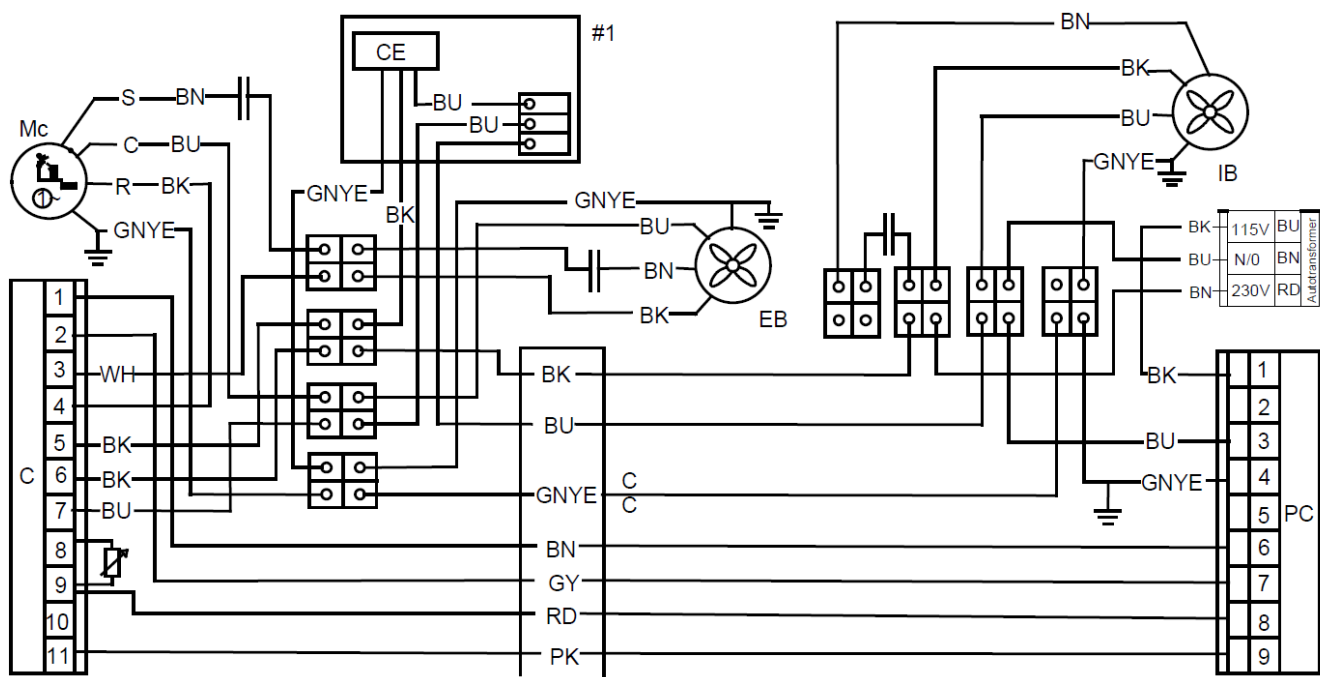 #1
CE
BU
BU
GNYE
BK
Mc
S
BN
C
BU
R
BK
1~
GNYE
GNYE
BU
BN
BK
EB
BN
BK
BU
GNYE
IB
BK 115V BU
BU N/0 BN
BN 230V RD
Autotransformer
C
1
2
3
4
5
6
7
8
9
10
11
WH
BK
BK
BU
BK
BU
GNYE
C
C
BN
GY
RD
PK
BK
BU
GNYE
1
2
3
4
5
6
7
8
9
PC